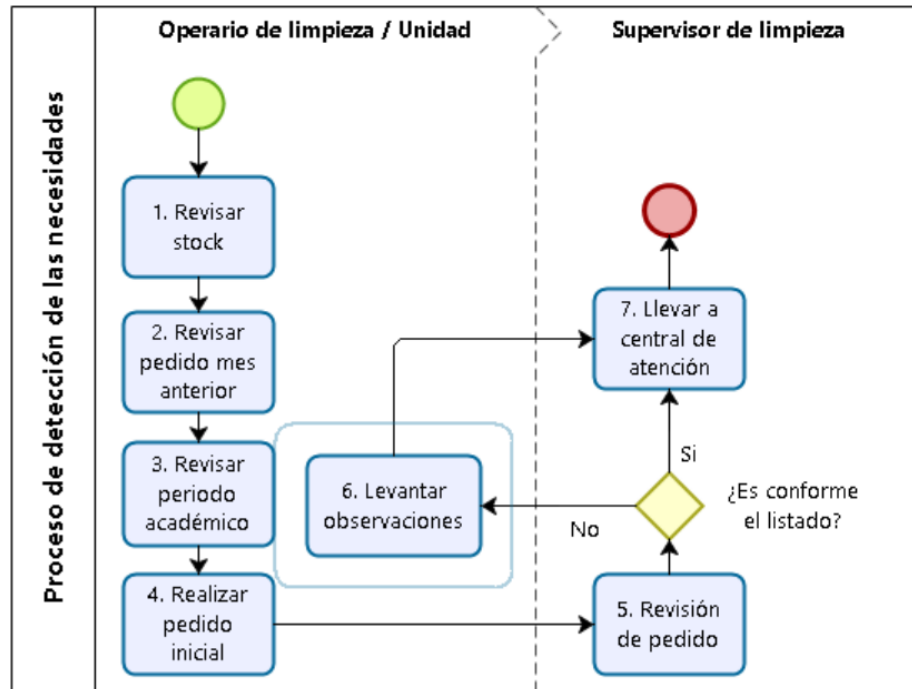 Proceso de detección de las necesidades
Operario de limpieza / Unidad
Supervisor de limpieza
1. Revisar
stock
2. Revisar
pedido mes
anterior
3. Revisar
periodo
académico
4. Realizar
pedido
inicial
5. Revisión
de pedido
¿Es conforme
el listado?
No
Si
6. Levantar
observaciones
7. Llevar a
central de
atención